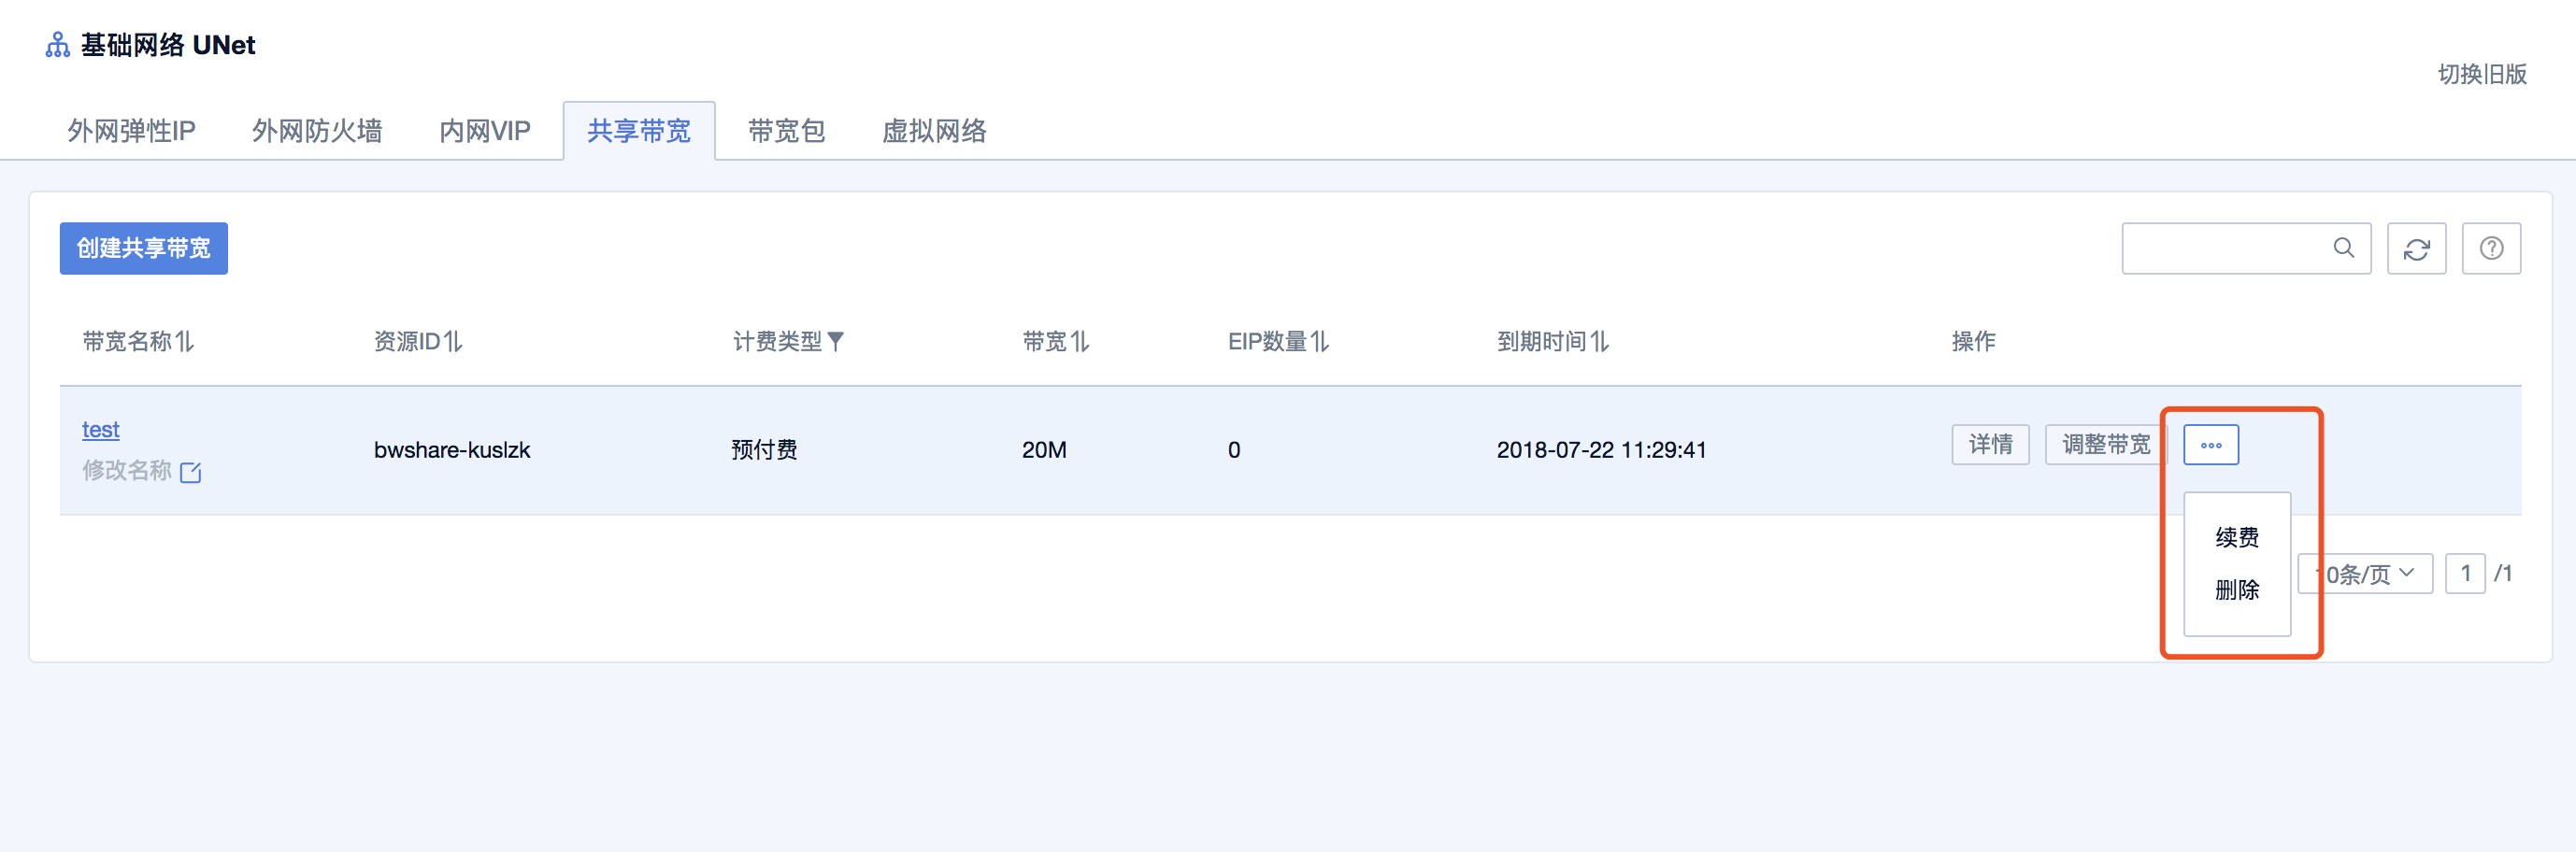 基础网络 UNet
切换旧版
外网弹性IP 外网防火墙 内网VIP 共享带宽 带宽包 虚拟网络
创建共享带宽
带宽名称 资源ID 计费类型 带宽 EIP数量 到期时间 操作
test
修改名称
bwshare-kuslzk 预付费 20M 0 2018-07-22 11:29:41 详情 调整带宽
续费
删除
10条/页 1 /1